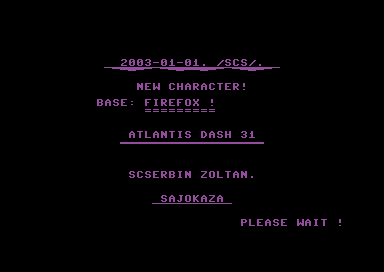 2003-01-01. /SCS/.
NEW CHARACTER!
BASE: FIREFOX !
ATLANTIS DASH 31
SCSERBIN ZOLTAN.
SAJOKAZA
PLEASE WAIT !